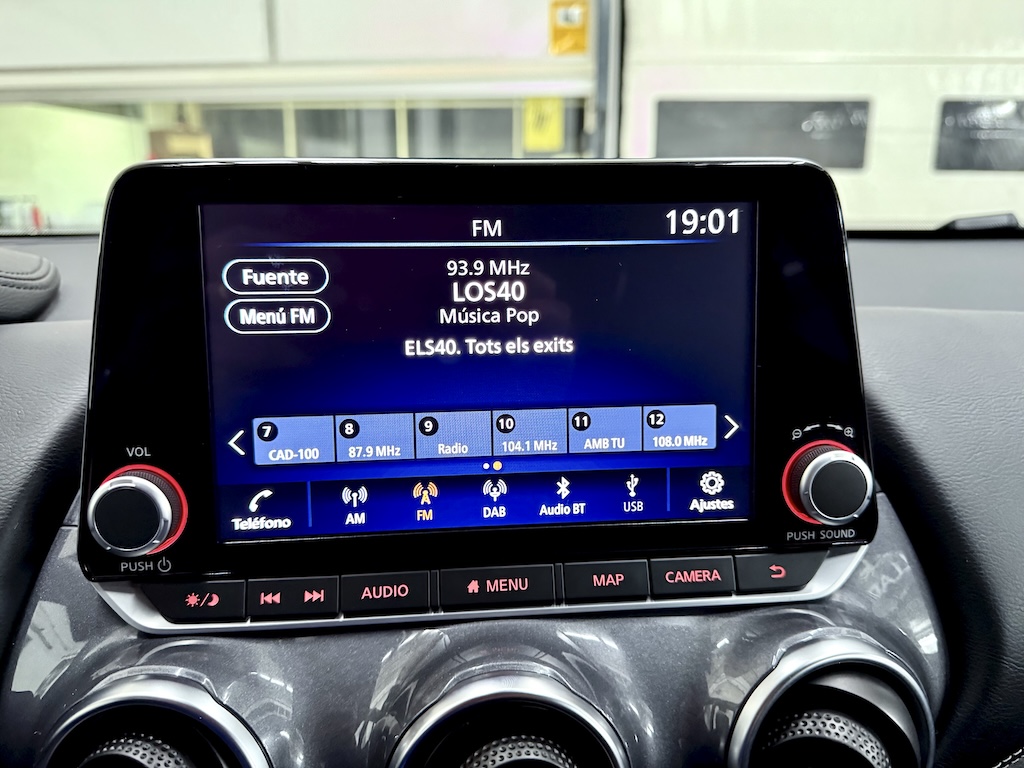 FM
19:01
Fuente
93.9 MHz
LOS40
Menú FM
Música Pop
ELS40. Tots els exits
7 8 9 10 11 12
CAD-100 87.9 MHz Radio 104.1 MHz AMB TU 108.0 MHz
Teléfono AM FM DAB Audio BT USB Ajustes
VOL
PUSH
PUSH SOUND
AUDIO MENU MAP CAMERA